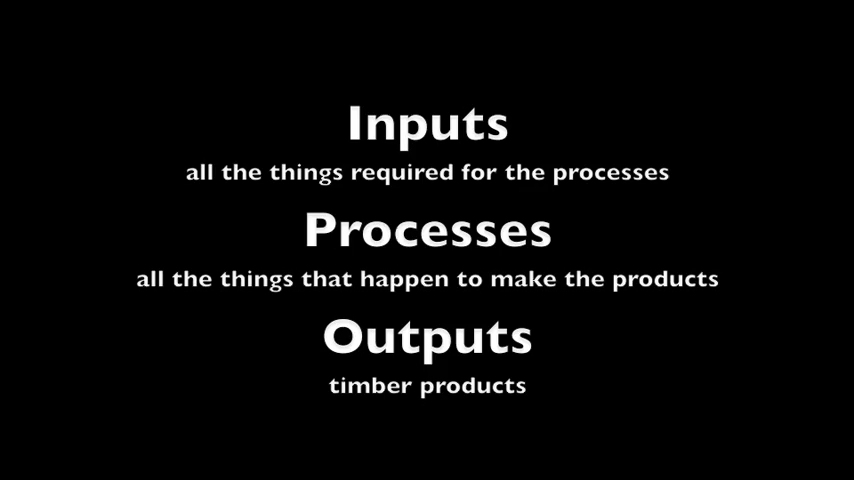 Inputs
all the things required for the processes
Processes
all the things that happen to make the products
Outputs
timber products